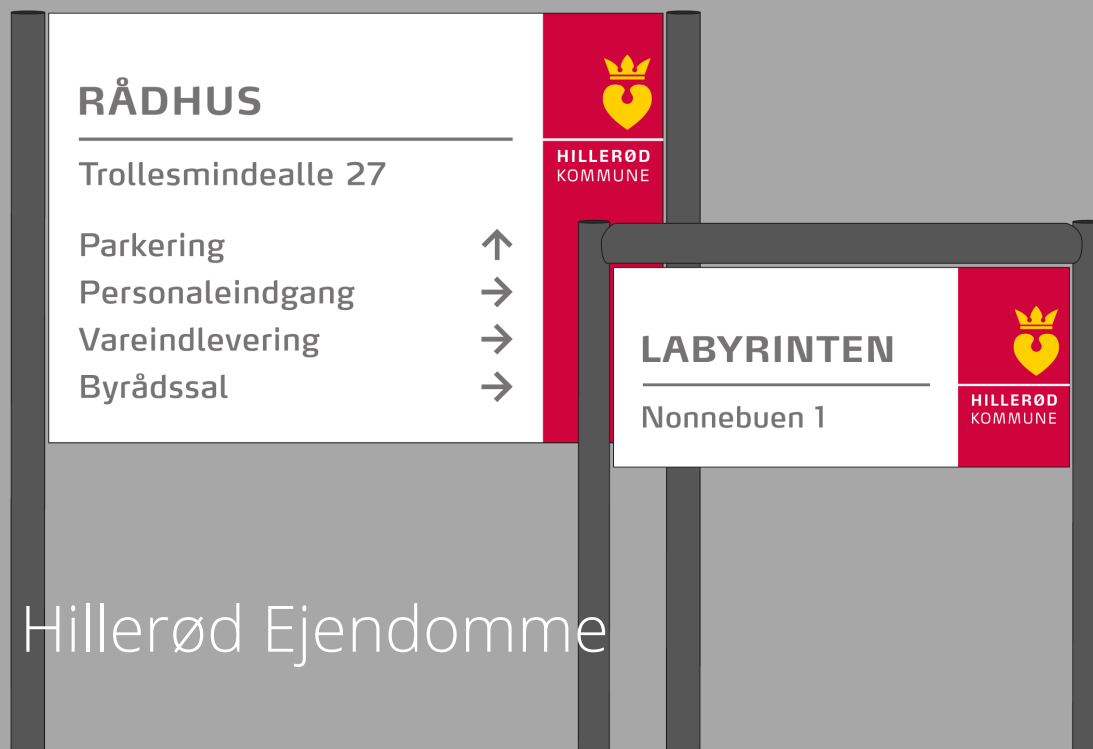 RÅDHUS
Trollesmindealle 27
Parkering ↑
Personaleindgang →
Vareindlevering →
Byrådssal →
HILLERØD
KOMMUNE
LABYRINTEN
Nonnebuen 1
HILLERØD
KOMMUNE
Hillerød Ejendomme